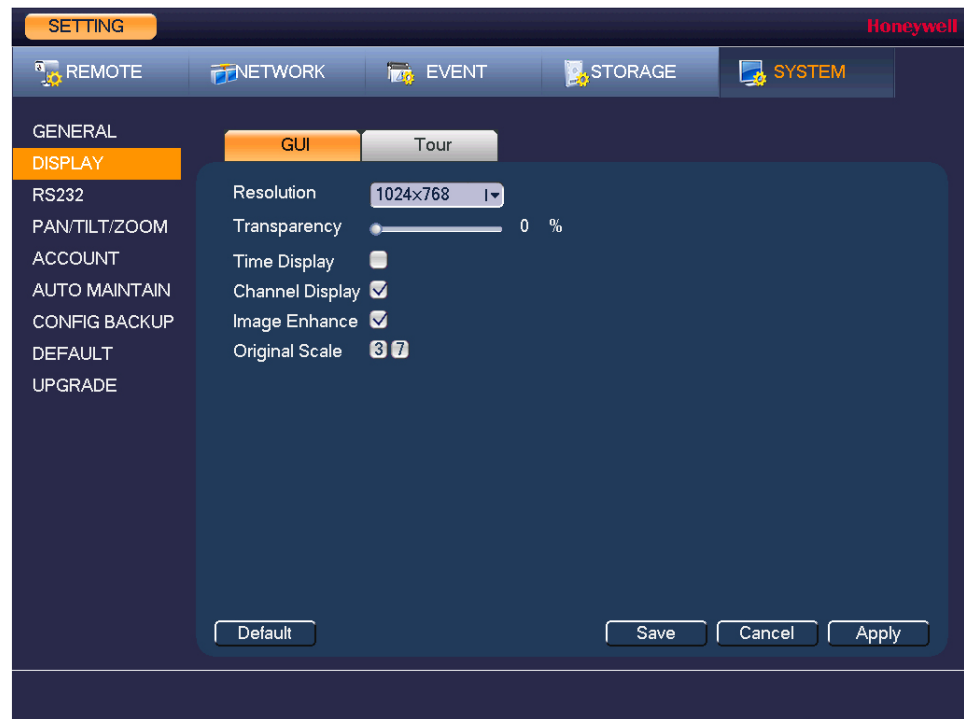 SETTING
Honeywell
REMOTE
NETWORK
EVENT
STORAGE
SYSTEM
GENERAL
DISPLAY
RS232
PAN/TILT/ZOOM
ACCOUNT
AUTO MAINTAIN
CONFIG BACKUP
DEFAULT
UPGRADE
GUI
Tour
Resolution 1024×768
Transparency 0 %
Time Display
Channel Display
Image Enhance
Original Scale 3 7
Default
Save
Cancel
Apply